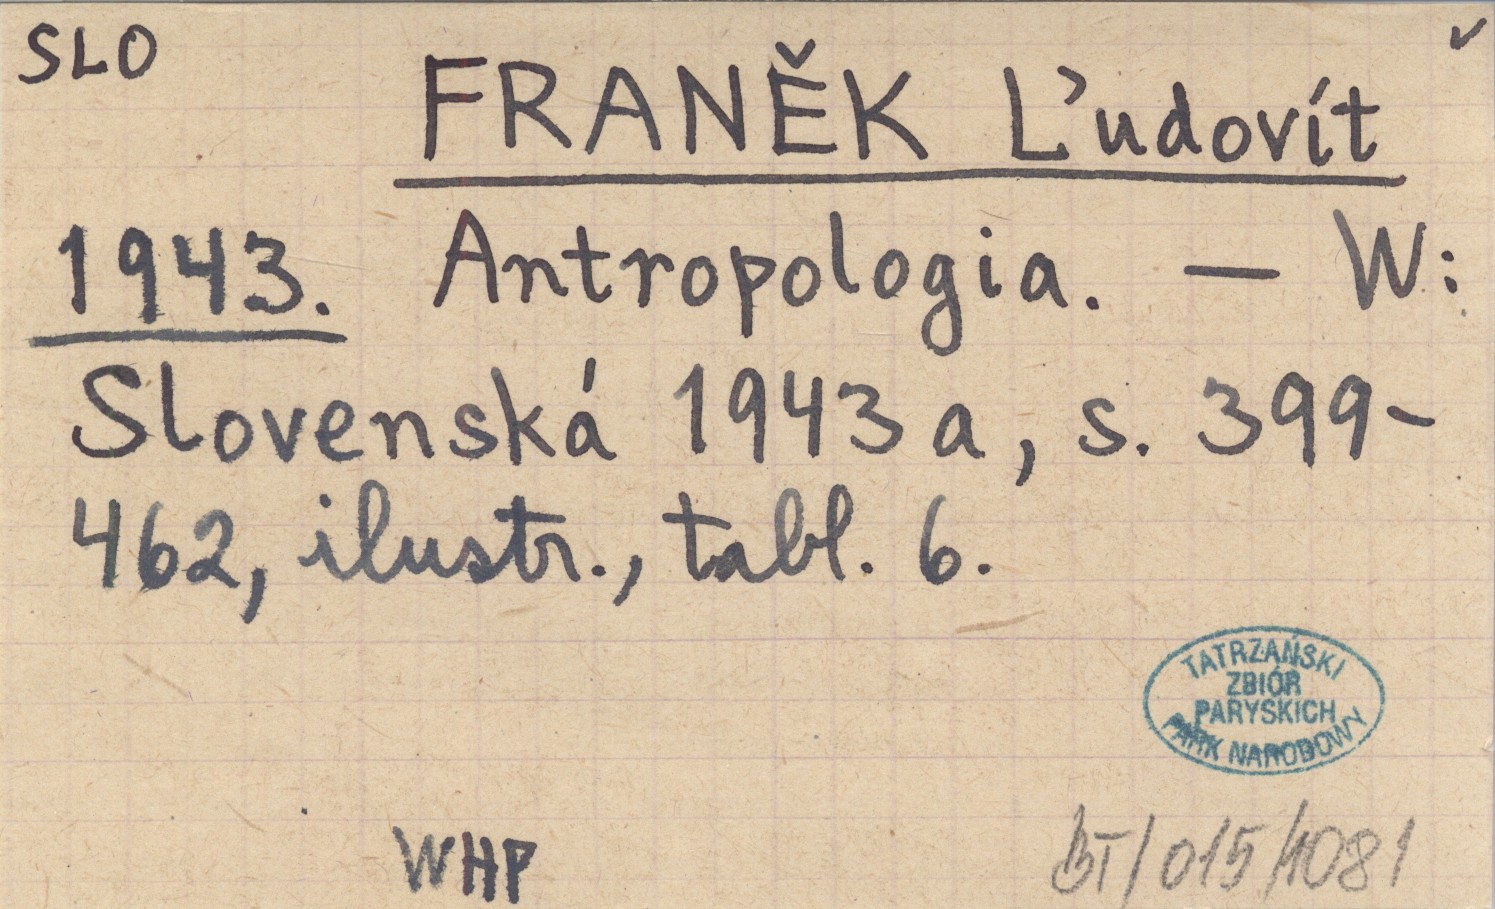 SLO
FRANĚK Ľudovít
1943. Antropologia. — W:
Slovenská 1943a, s. 399-
462, ilustr., tabl. 6.
TATRZAŃSKI
ZBIÓR
PARYSKICH
PARK NARODOWY
WHP
BT/015/1081